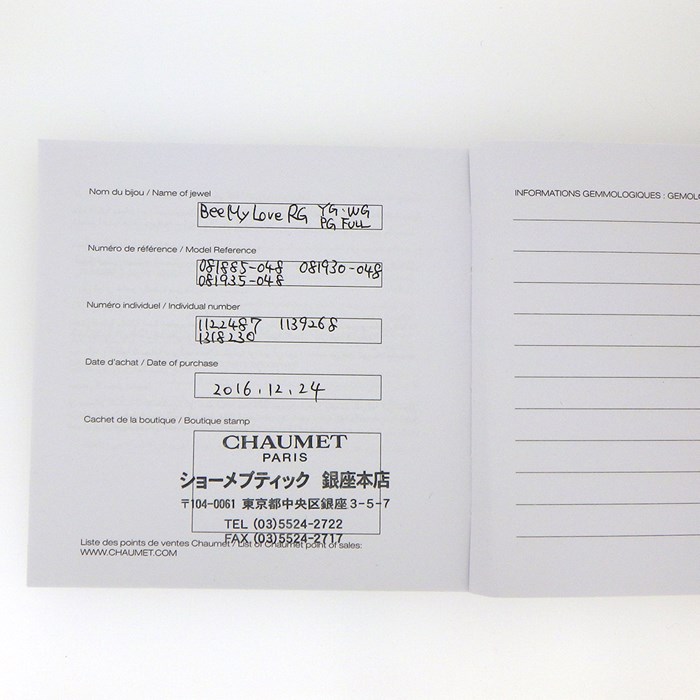 Nom du bijou / Name of jewel
Bee My Love RG YG·WG
PG FULL
Numéro de référence / Model Reference
081885-048 081930-048
081935-048
Numéro individuel / Individual number
1122487 1139268
1318230
Date d'achat / Date of purchase
2016.12.24
Cachet de la boutique / Boutique stamp
CHAUMET
PARIS
ショーメブティック 銀座本店
〒104-0061 東京都中央区銀座3-5-7
TEL (03)5524-2722
FAX (03)5524-2717
Liste des points de ventes Chaumet / List of Chaumet point of sales:
WWW.CHAUMET.COM
INFORMATIONS GEMMOLOGIQUES : GEMOLO